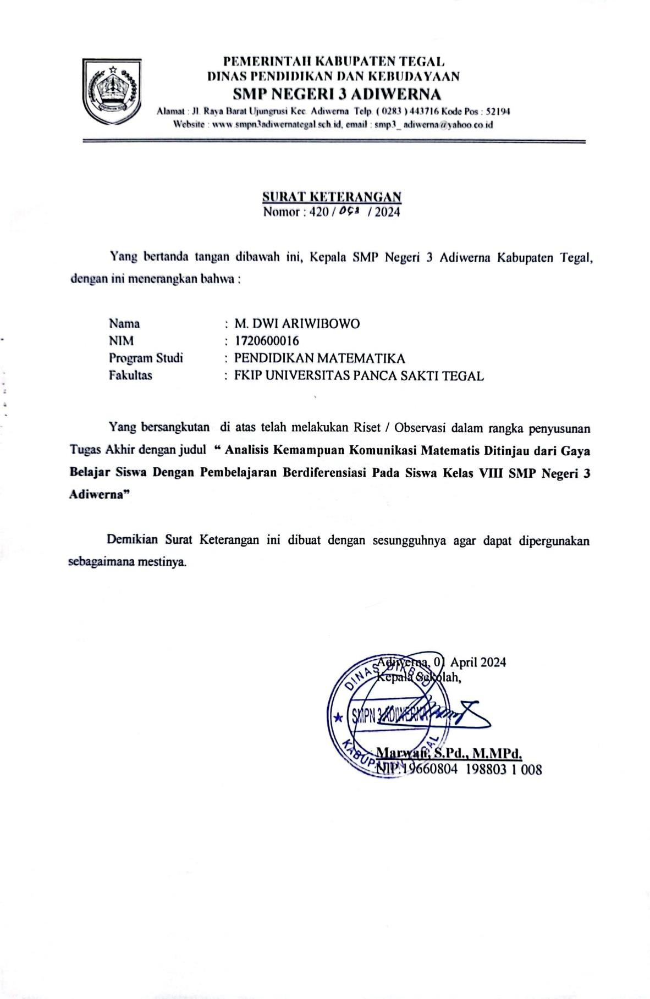 PEMERINTAH KABUPATEN TEGAL
DINAS PENDIDIKAN DAN KEBUDAYAAN
SMP NEGERI 3 ADIWERNA
Alamat : Jl. Raya Barat Ujungrusi Kec. Adiwerna Telp. ( 0283 ) 443716 Kode Pos : 52194
Website : www.smpn3adiwernategal.sch.id, email : smp3_ adiwerna@yahoo.co.id
SURAT KETERANGAN
Nomor : 420 / / 2024
Yang bertanda tangan dibawah ini, Kepala SMP Negeri 3 Adiwerna Kabupaten Tegal,
dengan ini menerangkan bahwa :
Nama : M. DWI ARIWIBOWO
NIM : 1720600016
Program Studi : PENDIDIKAN MATEMATIKA
Fakultas : FKIP UNIVERSITAS PANCA SAKTI TEGAL
Yang bersangkutan di atas telah melakukan Riset / Observasi dalam rangka penyusunan
Tugas Akhir dengan judul “ Analisis Kemampuan Komunikasi Matematis Ditinjau dari Gaya
Belajar Siswa Dengan Pembelajaran Berdiferensiasi Pada Siswa Kelas VIII SMP Negeri 3
Adiwerna”
Demikian Surat Keterangan ini dibuat dengan sesungguhnya agar dapat dipergunakan
sebagaimana mestinya.
Adiwerna, 01 April 2024
Kepala Sekolah,
DINAS DIKBUD
SMPN 3 ADIWERNA
KABUPATEN TEGAL
Marwan, S.Pd., M.MPd.
NIP.19660804 198803 1 008